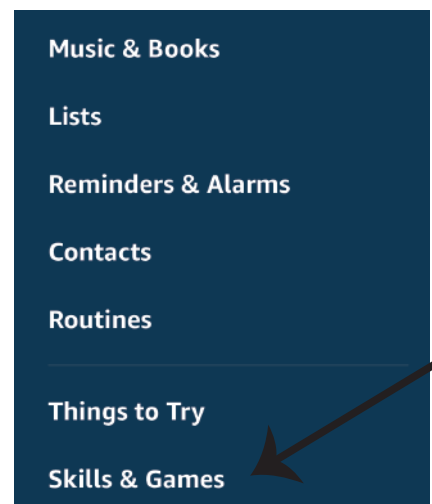 Music & Books
Lists
Reminders & Alarms
Contacts
Routines
Things to Try
Skills & Games